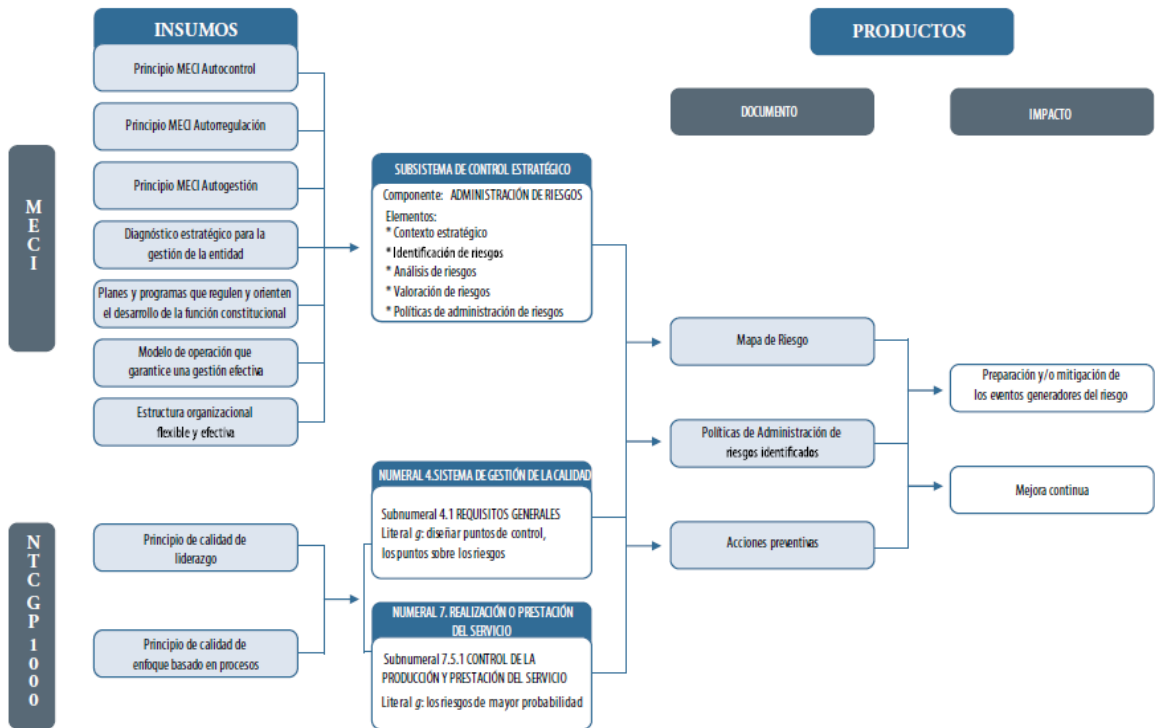 INSUMOS
Principio MECI Autocontrol
Principio MECI Autorregulación
Principio MECI Autogestión
Diagnóstico estratégico para la
gestión de la entidad
Planes y programas que regulen y orienten
el desarrollo de la función constitucional
Modelo de operación que
garantice una gestión efectiva
Estructura organizacional
flexible y efectiva
MECI
SUBSISTEMA DE CONTROL ESTRATÉGICO
Componente: ADMINISTRACIÓN DE RIESGOS
Elementos:
* Contexto estratégico
* Identificación de riesgos
* Análisis de riesgos
* Valoración de riesgos
* Políticas de administración de riesgos
NTC GP 1000
Principio de calidad de
liderazgo
Principio de calidad de
enfoque basado en procesos
NUMERAL 4.SISTEMA DE GESTIÓN DE LA CALIDAD
Subnumeral 4.1 REQUISITOS GENERALES
Literal g: diseñar puntos de control,
los puntos sobre los riesgos
NUMERAL 7. REALIZACIÓN O PRESTACIÓN
DEL SERVICIO
Subnumeral 7.5.1 CONTROL DE LA
PRODUCCIÓN Y PRESTACIÓN DEL SERVICIO
Literal g: los riesgos de mayor probabilidad
PRODUCTOS
DOCUMENTO
IMPACTO
Mapa de Riesgo
Políticas de Administración de
riesgos identificados
Acciones preventivas
Preparación y/o mitigación de
los eventos generadores del riesgo
Mejora continua